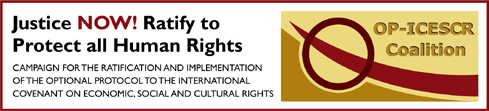 Justice NOW! Ratify to
Protect all Human Rights
CAMPAIGN FOR THE RATIFICATION AND IMPLEMENTATION
OF THE OPTIONAL PROTOCOL TO THE INTERNATIONAL
COVENANT ON ECONOMIC, SOCIAL AND CULTURAL RIGHTS
OP-ICESCR
Coalition